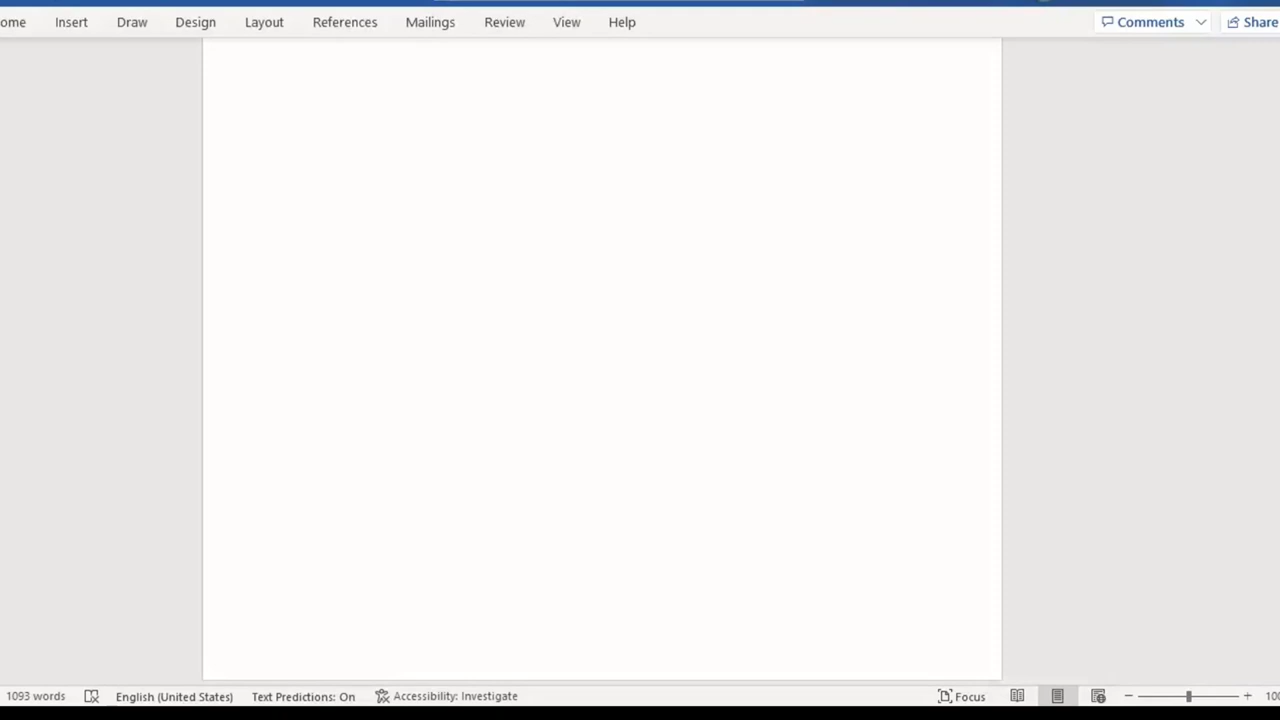 ome Insert Draw Design Layout References Mailings Review View Help Comments Share
1093 words English (United States) Text Predictions: On Accessibility: Investigate Focus 100